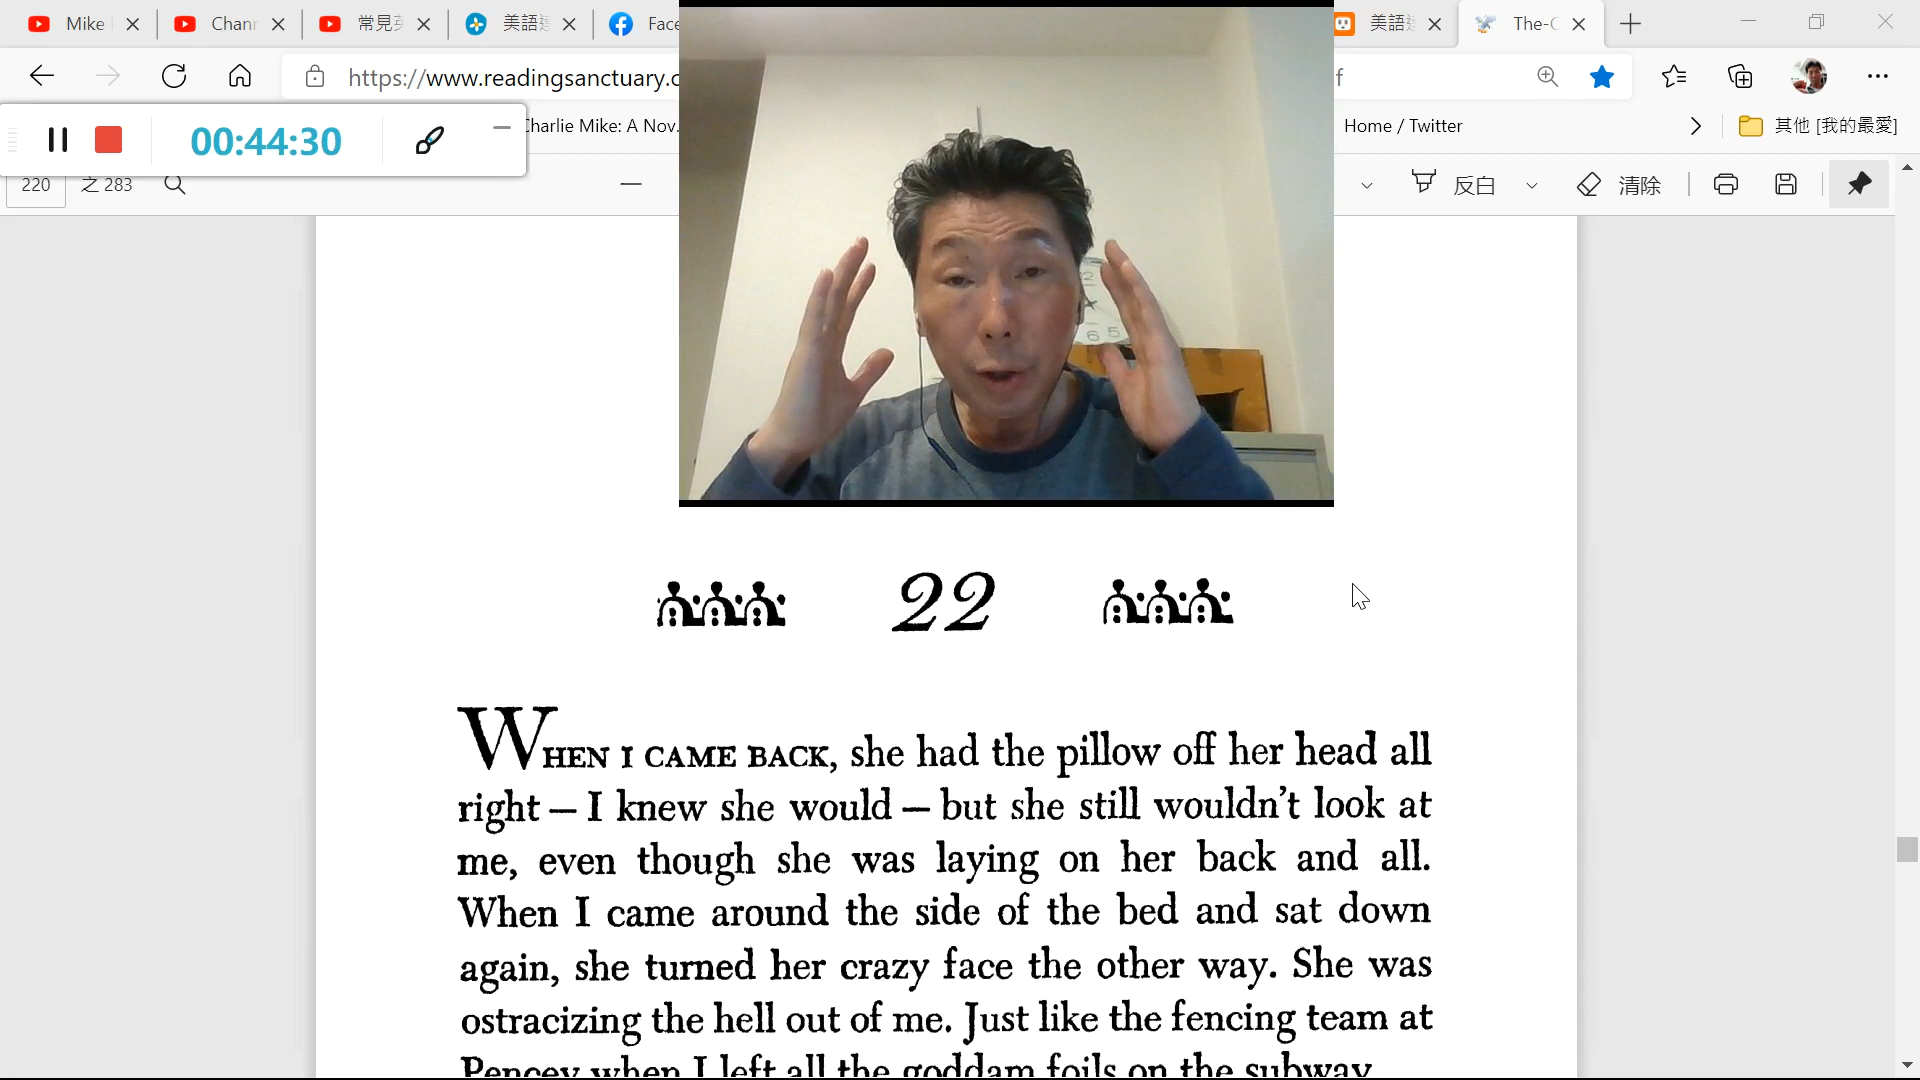 Mike
Chan
常見
美語
Face
美語
The-C
https://www.readingsanctuary.c
f
00:44:30
Charlie Mike: A Nov...
Home / Twitter
其他 [我的最愛]
220
之 283
反白
清除
22
WHEN I CAME BACK, she had the pillow off her head all
right – I knew she would – but she still wouldn't look at
me, even though she was laying on her back and all.
When I came around the side of the bed and sat down
again, she turned her crazy face the other way. She was
ostracizing the hell out of me. Just like the fencing team at
Pencey when I left all the goddam foils on the subway.